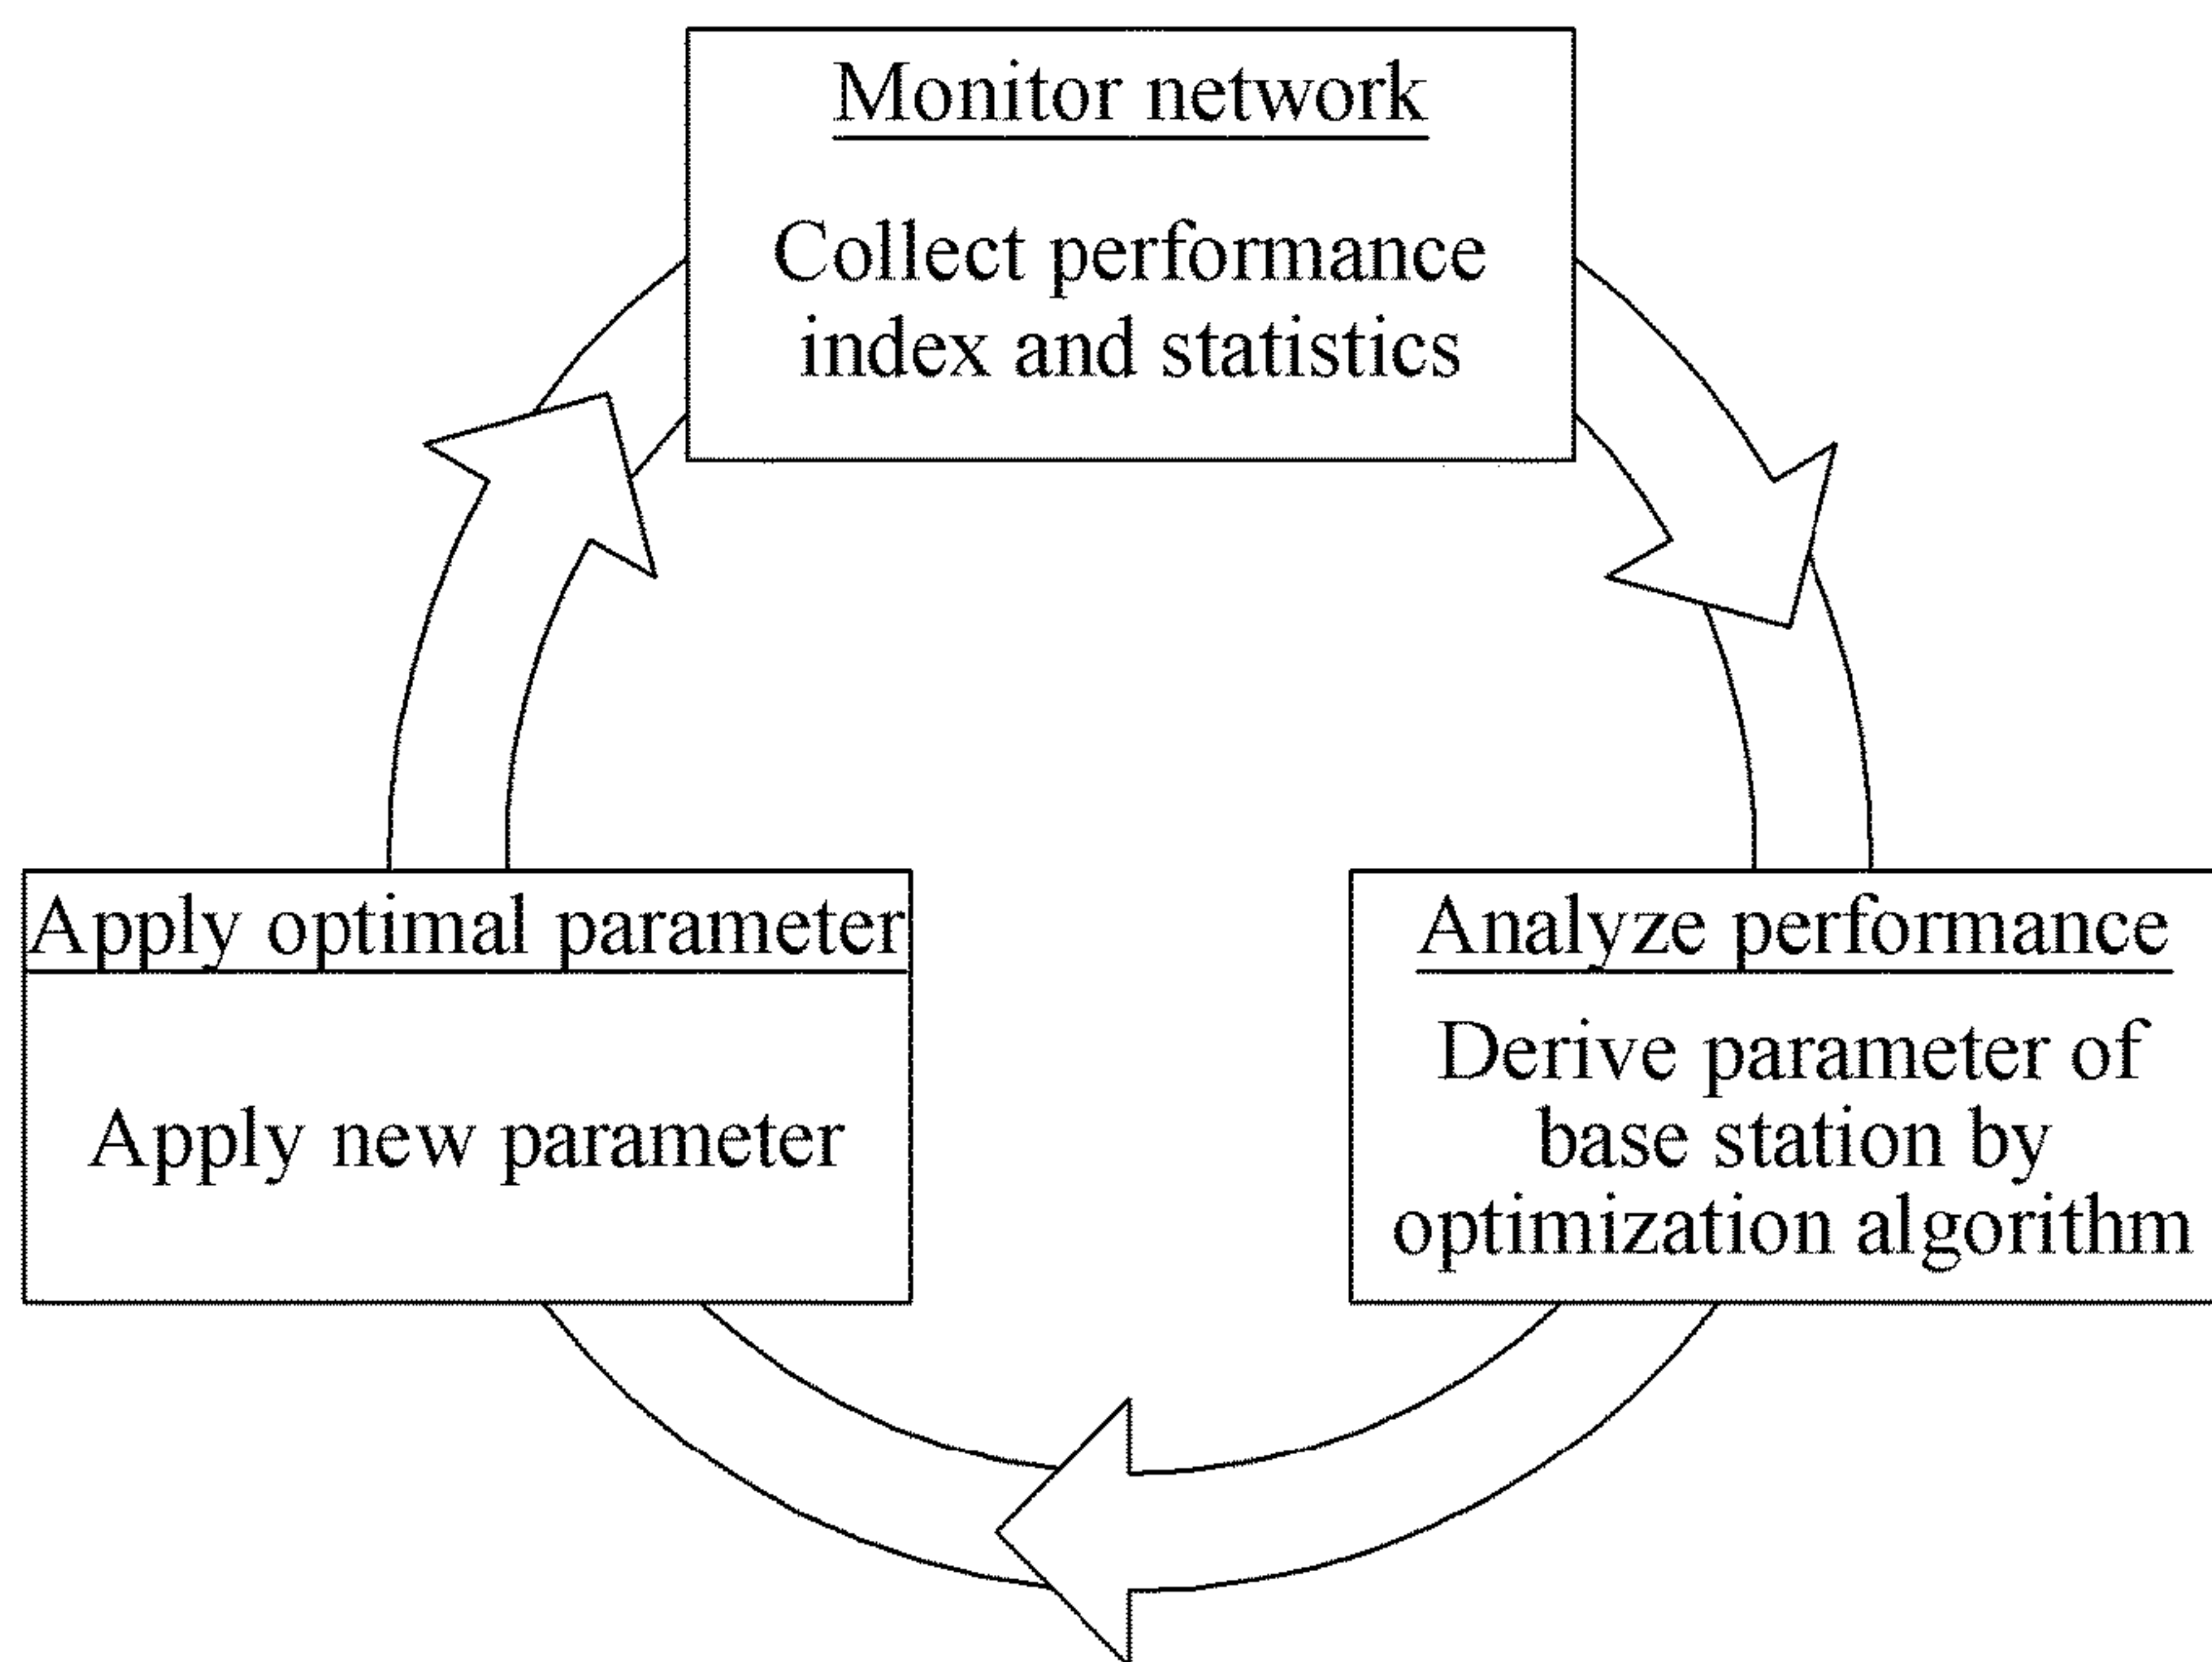 Monitor network
Collect performance
index and statistics
Apply optimal parameter
Apply new parameter
Analyze performance
Derive parameter of
base station by
optimization algorithm